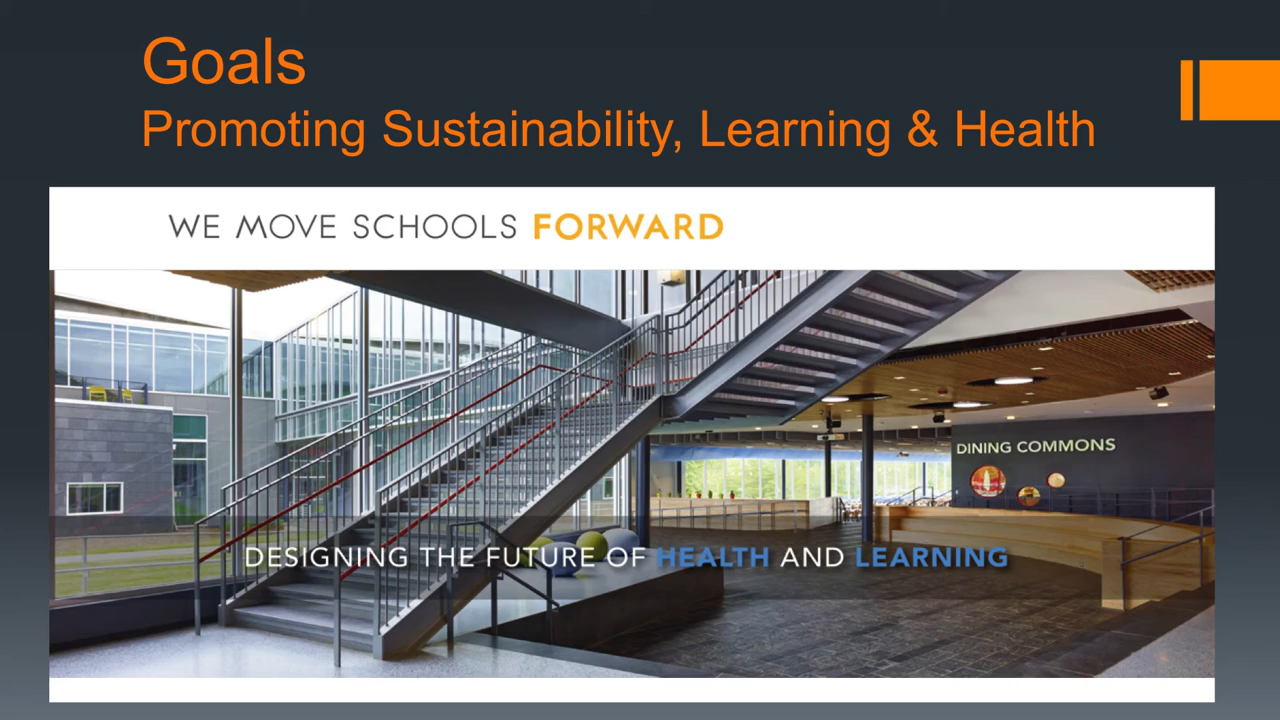 Goals
Promoting Sustainability, Learning & Health
WE MOVE SCHOOLS FORWARD
DINING COMMONS
DESIGNING THE FUTURE OF HEALTH AND LEARNING